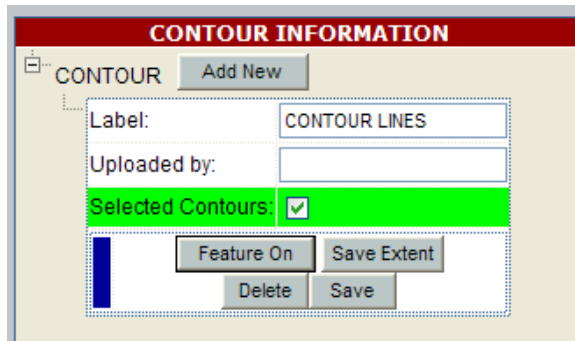 CONTOUR INFORMATION
CONTOUR Add New
Label: CONTOUR LINES
Uploaded by:
Selected Contours:
Feature On Save Extent
Delete Save